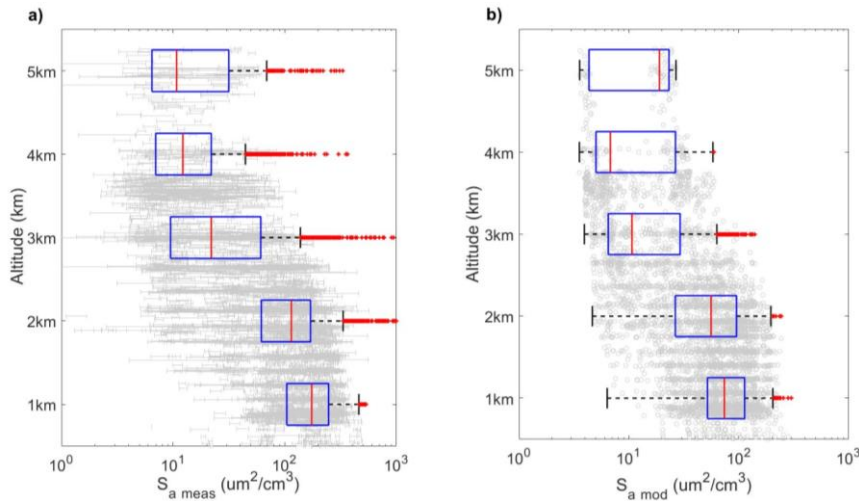 a)
5km
4km
3km
2km
1km
Altitude (km)
10^0 10^1 10^2 10^3
S_a meas (um^2/cm^3)
b)
5km
4km
3km
2km
1km
Altitude (km)
10^0 10^1 10^2 10^3
S_a mod (um^2/cm^3)